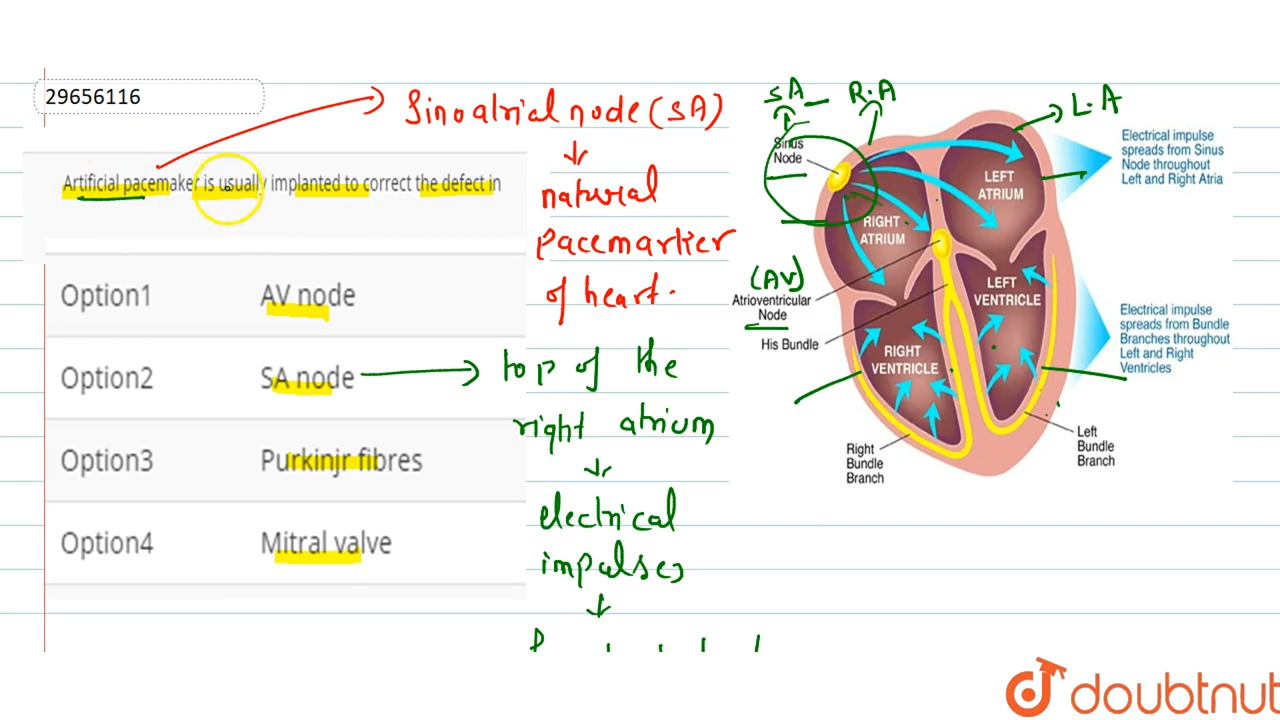 29656116
Artificial pacemaker is usually implanted to correct the defect in
Option1 AV node
Option2 SA node
Option3 Purkinjr fibres
Option4 Mitral valve
Sinoatrial node (SA)
natural
pacemarker
of heart.
top of the
right atrium
electrical
impulses
SA
R.A
L.A
Sinus
Node
RIGHT
ATRIUM
LEFT
ATRIUM
(AV)
Atrioventricular
Node
His Bundle
RIGHT
VENTRICLE
LEFT
VENTRICLE
Right
Bundle
Branch
Left
Bundle
Branch
Electrical impulse
spreads from Sinus
Node throughout
Left and Right Atria
Electrical impulse
spreads from Bundle
Branches throughout
Left and Right
Ventricles
doubtnut